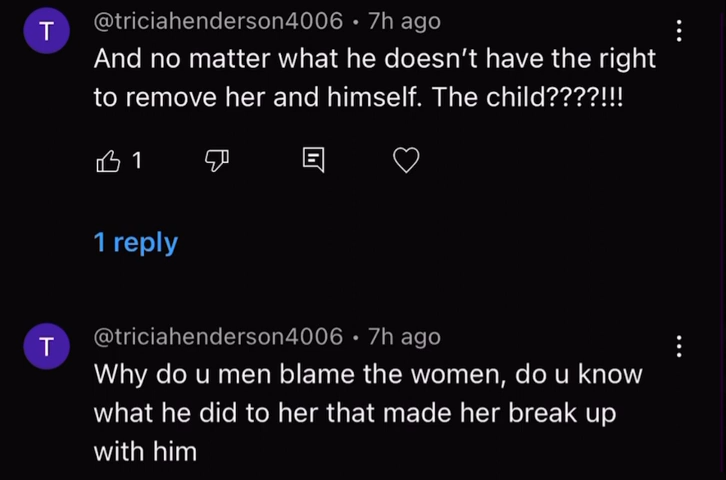 T
@triciahenderson4006 • 7h ago
And no matter what he doesn’t have the right
to remove her and himself. The child????!!!
1
1 reply
T
@triciahenderson4006 • 7h ago
Why do u men blame the women, do u know
what he did to her that made her break up
with him